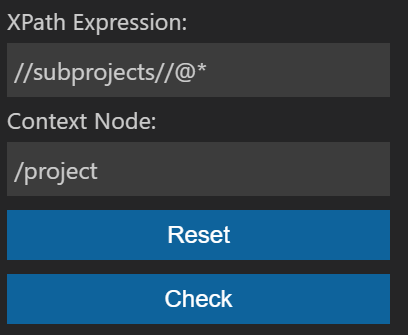 XPath Expression:
//subprojects//@*
Context Node:
/project
Reset
Check